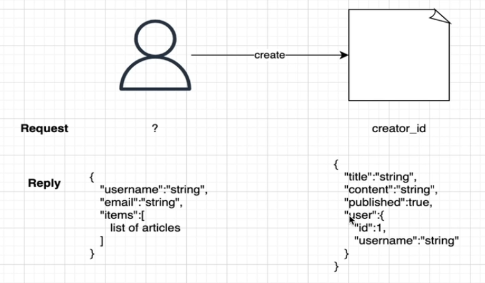 create
Request ? creator_id
Reply
{
"username":"string",
"email":"string",
"items":[
list of articles
]
}
{
"title":"string",
"content":"string",
"published":true,
"user":{
"id":1,
"username":"string"
}
}